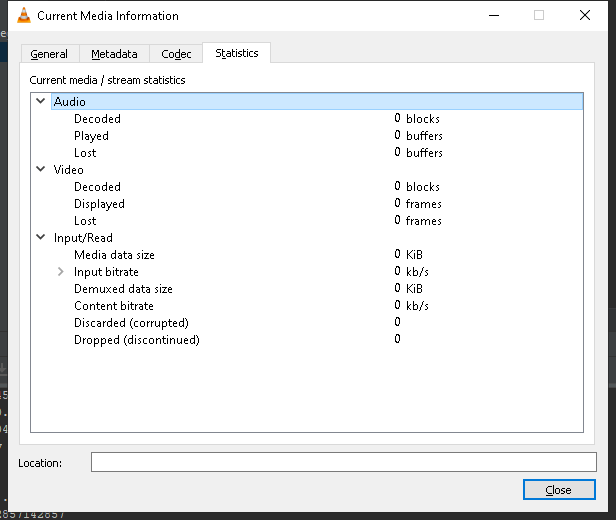 Current Media Information
General Metadata Codec Statistics
Current media / stream statistics
Audio
Decoded 0 blocks
Played 0 buffers
Lost 0 buffers
Video
Decoded 0 blocks
Displayed 0 frames
Lost 0 frames
Input/Read
Media data size 0 KiB
Input bitrate 0 kb/s
Demuxed data size 0 KiB
Content bitrate 0 kb/s
Discarded (corrupted) 0
Dropped (discontinued) 0
Location:
Close
2857142857